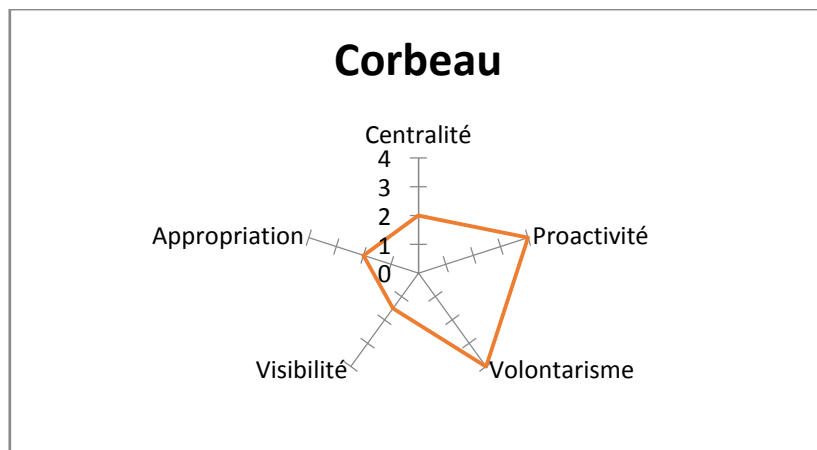 Corbeau
Centralité
4
3
2
1
0
Appropriation
Proactivité
Visibilité
Volontarisme